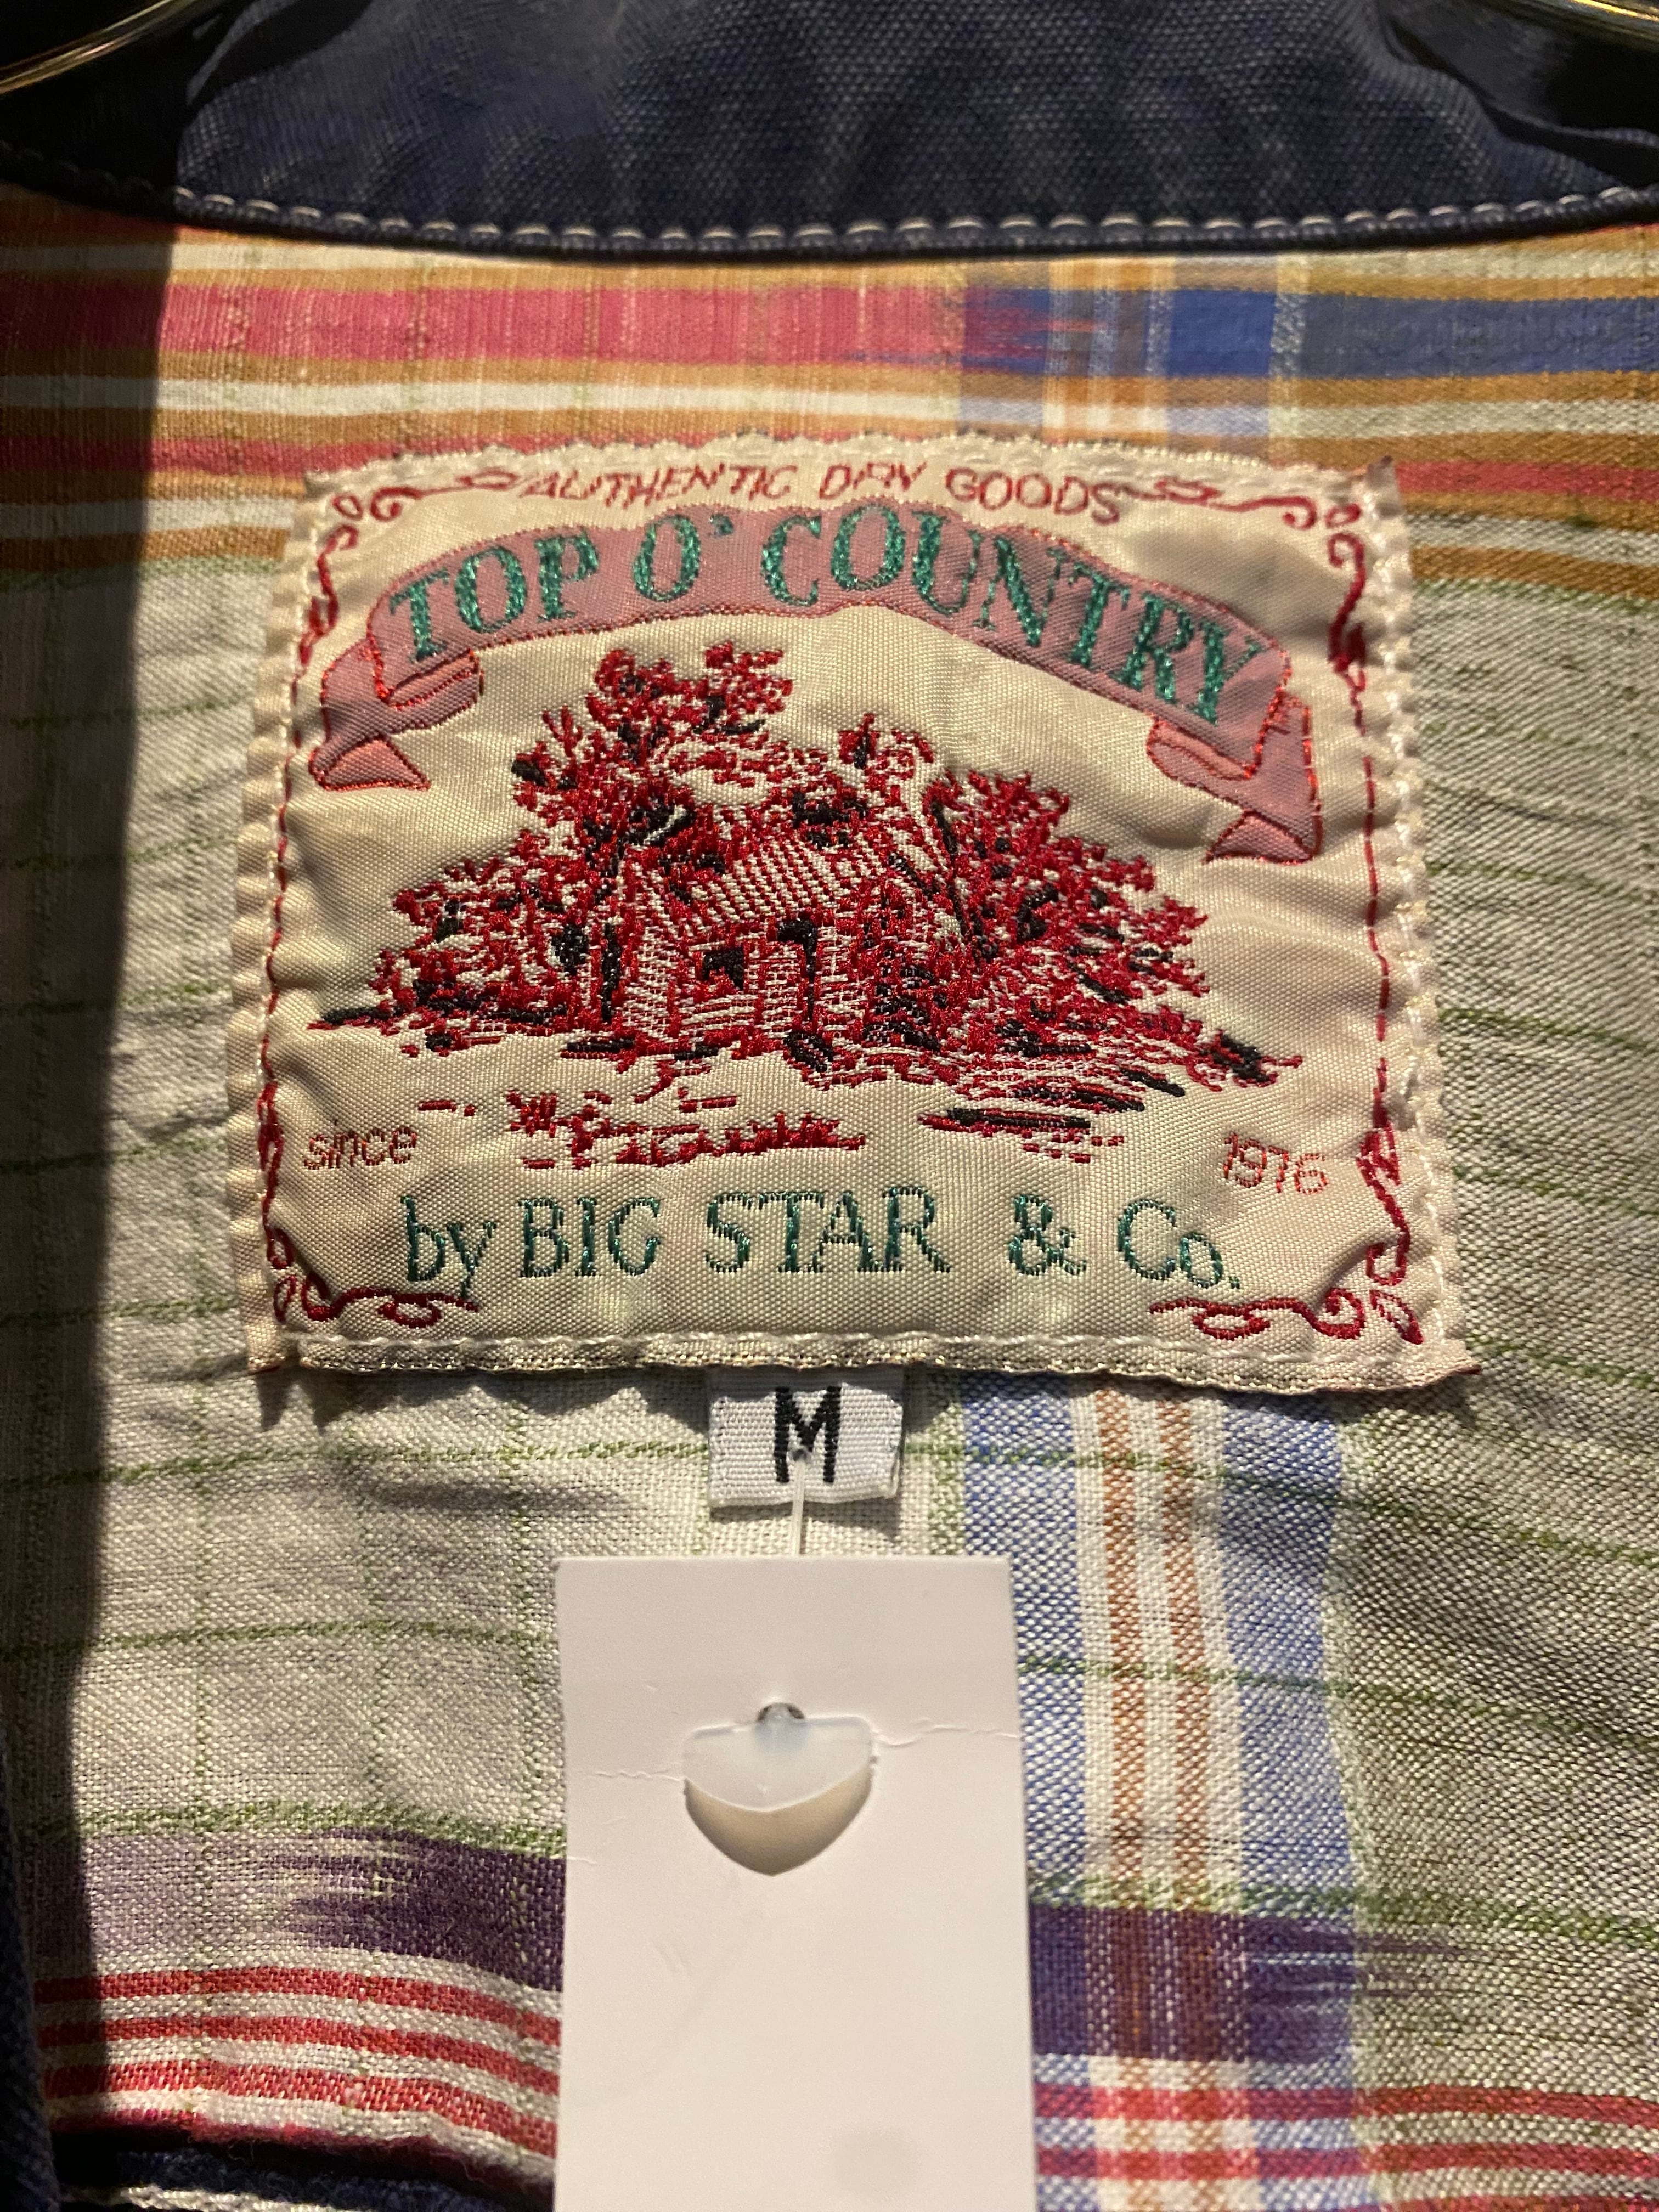 AUTHENTIC DRY GOODS
TOP O' COUNTRY
since 1976
by BIG STAR & Co.
M